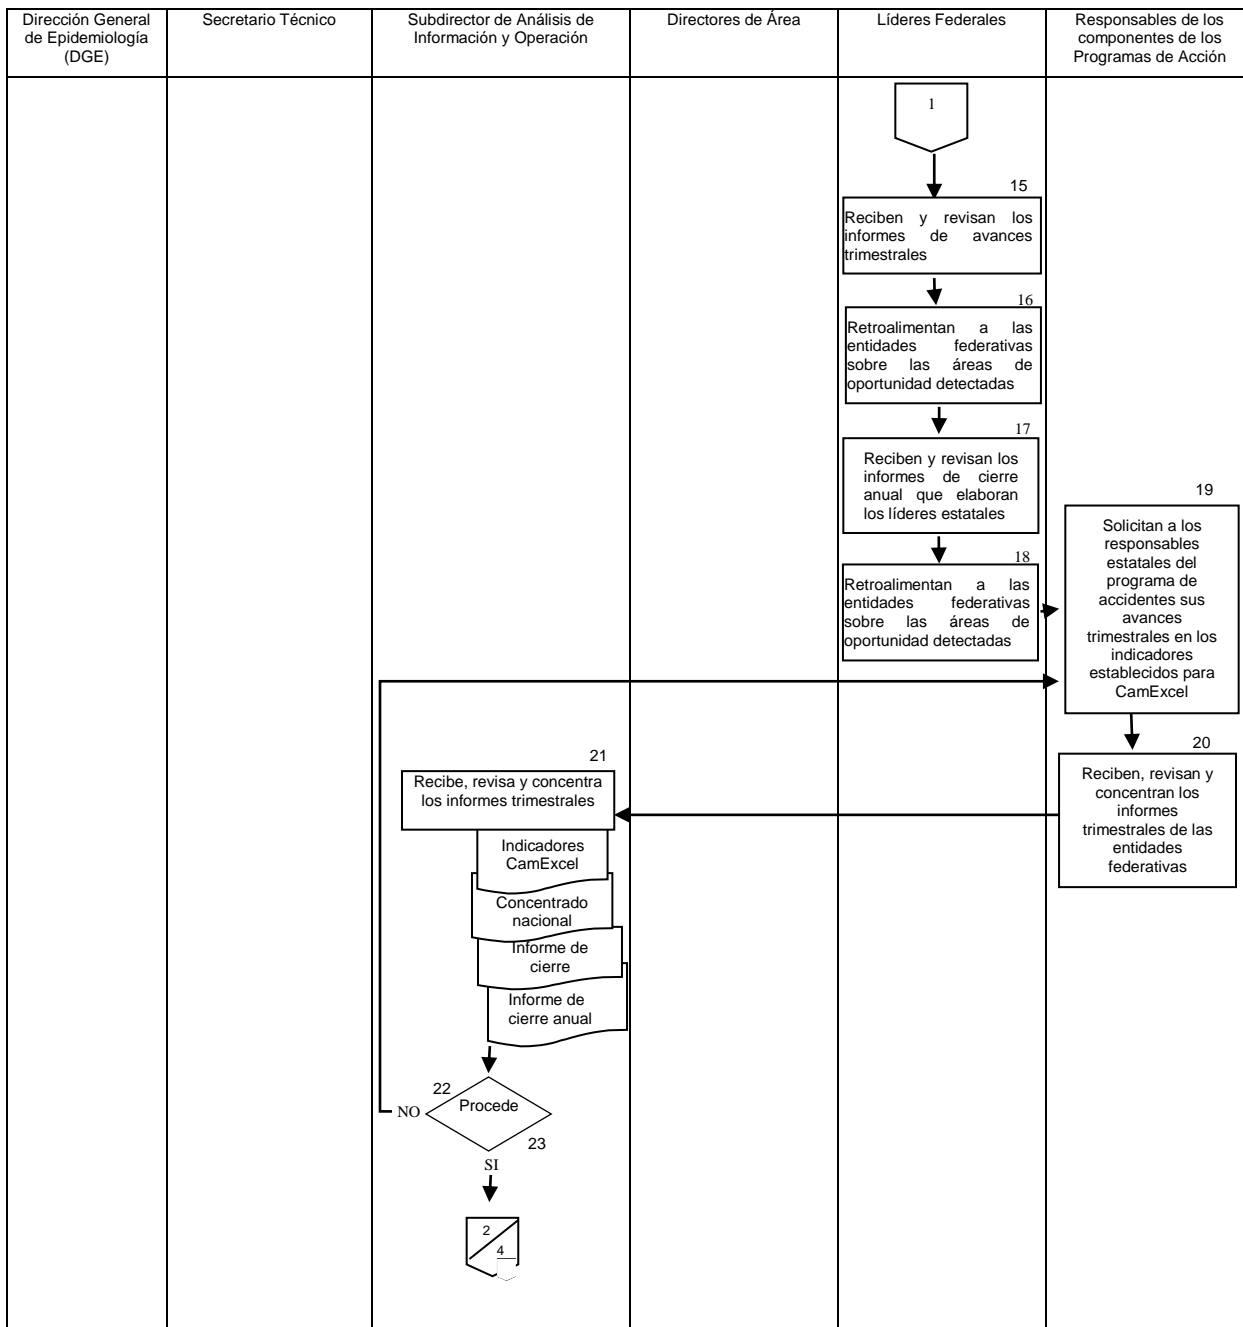 Dirección General
de Epidemiología
(DGE)
Secretario Técnico
Subdirector de Análisis de
Información y Operación
Directores de Área
Líderes Federales
Responsables de los
componentes de los
Programas de Acción
1
15
Reciben y revisan los
informes de avances
trimestrales
16
Retroalimentan a las
entidades federativas
sobre las áreas de
oportunidad detectadas
17
Reciben y revisan los
informes de cierre
anual que elaboran
los líderes estatales
18
Retroalimentan a las
entidades federativas
sobre las áreas de
oportunidad detectadas
19
Solicitan a los
responsables
estatales del
programa de
accidentes sus
avances
trimestrales en los
indicadores
establecidos para
CamExcel
20
Reciben, revisan y
concentran los
informes
trimestrales de las
entidades
federativas
21
Recibe, revisa y concentra
los informes trimestrales
Indicadores
CamExcel
Concentrado
nacional
Informe de
cierre
Informe de
cierre anual
22
Procede
NO
23
SI
2
4